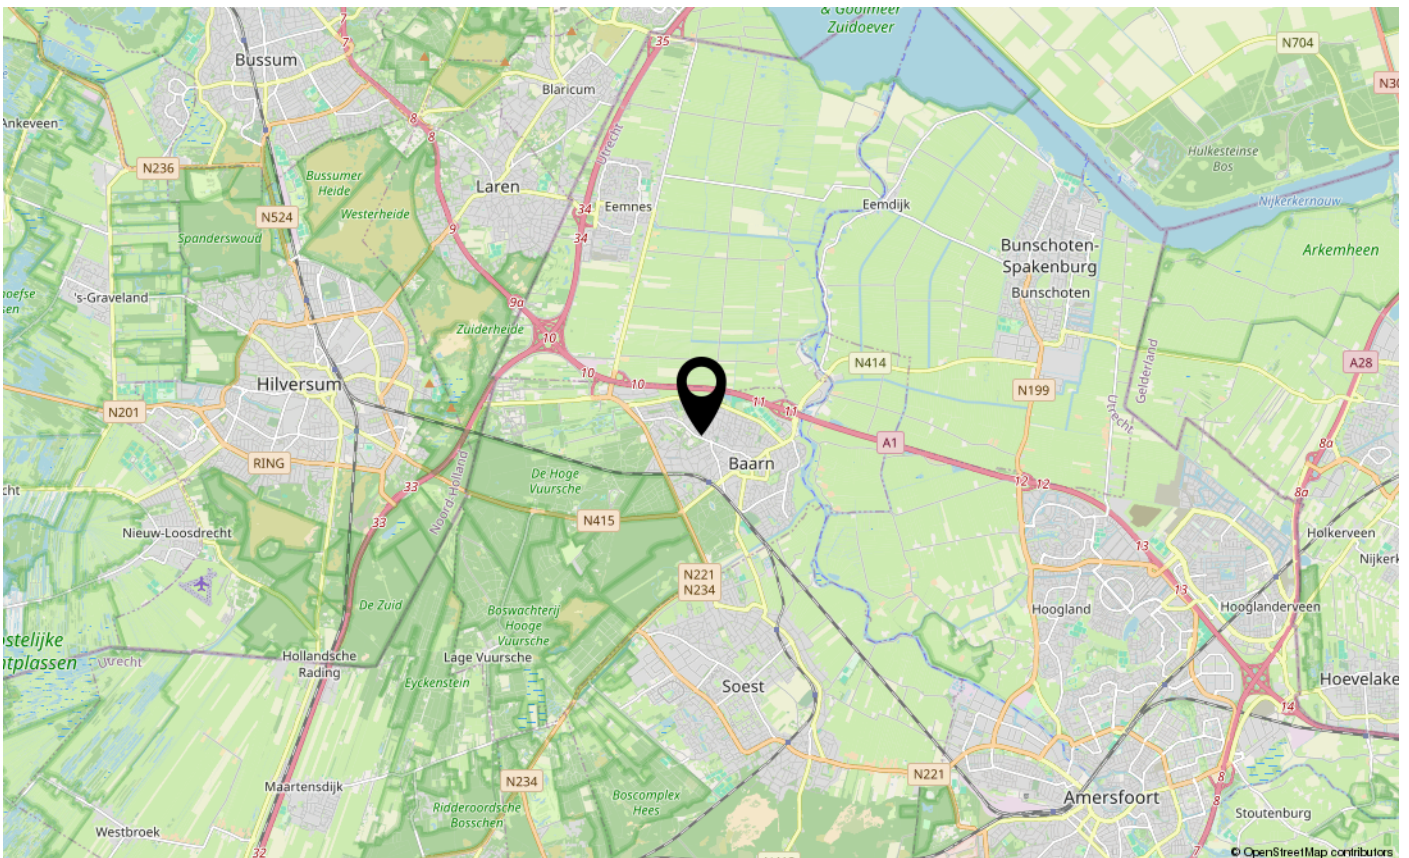 & Gooimeer
Zuidoever
7
7
35
N704
Bussum
N30
Blaricum
8
8
Ankeveen
Utrecht
Hulkesteinse
Bos
N236
Bussumer
Heide
Laren
Nijkerkernauw
Eemnes
Eemdijk
34
N524
Westerheide
9
34
Spanderswoud
Bunschoten-
Spakenburg
Arkemheen
Bunschoten
's-Graveland
9a
Zuiderheide
10
N414
Gelderland
A28
10
10
Hilversum
N199
N201
11
11
Utrecht
A1
8a
Baarn
RING
De Hoge
Vuursche
Noord-Holland
33
12
12
8a
33
N415
Nieuw-Loosdrecht
Holkerveen
13
N221
N234
13
De Zuid
Boswachterij
Hooge
Vuursche
Hoogland
Hooglanderveen
Utrecht
Hollandsche
Rading
Lage Vuursche
Eyckenstein
Soest
14
N234
N221
8
Maartensdijk
Boscomplex
Hees
Amersfoort
8
Ridderoordsche
Bosschen
Stoutenburg
Westbroek
32
7
© OpenStreetMap contributors